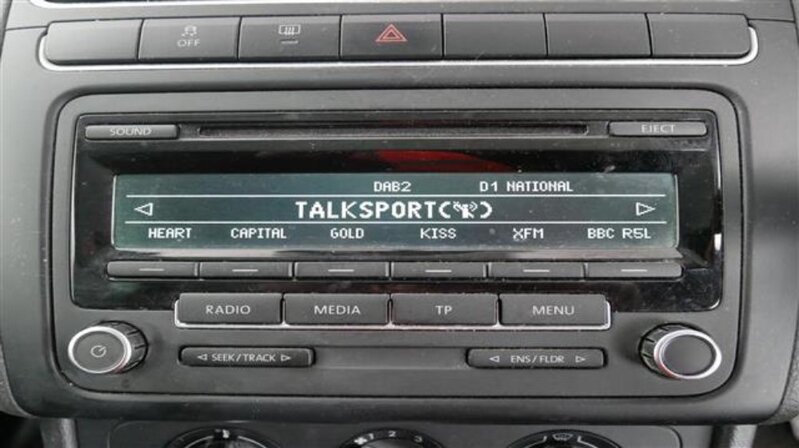 OFF
SOUND
EJECT
DAB2 D1 NATIONAL
TALKSPORT( )
HEART CAPITAL GOLD KISS XFM BBC R5L
RADIO MEDIA TP MENU
SEEK/TRACK ENS/FLDR